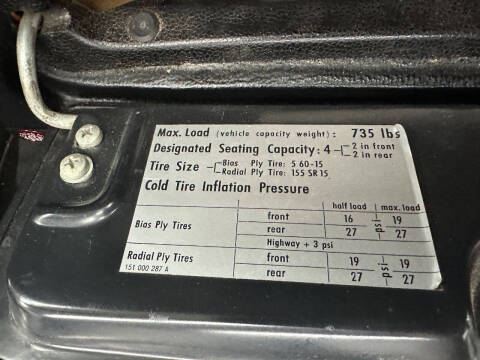 Max. Load (vehicle capacity weight): 735 lbs
Designated Seating Capacity: 4 2 in front
2 in rear
Tire Size Bias Ply Tire: 5 60-15
Radial Ply Tire: 155 SR 15
Cold Tire Inflation Pressure
half load max. load
Bias Ply Tires front 16 psi 19
rear 27 27
Highway + 3 psi
Radial Ply Tires front 19 psi 19
rear 27 27
151 000 287 A